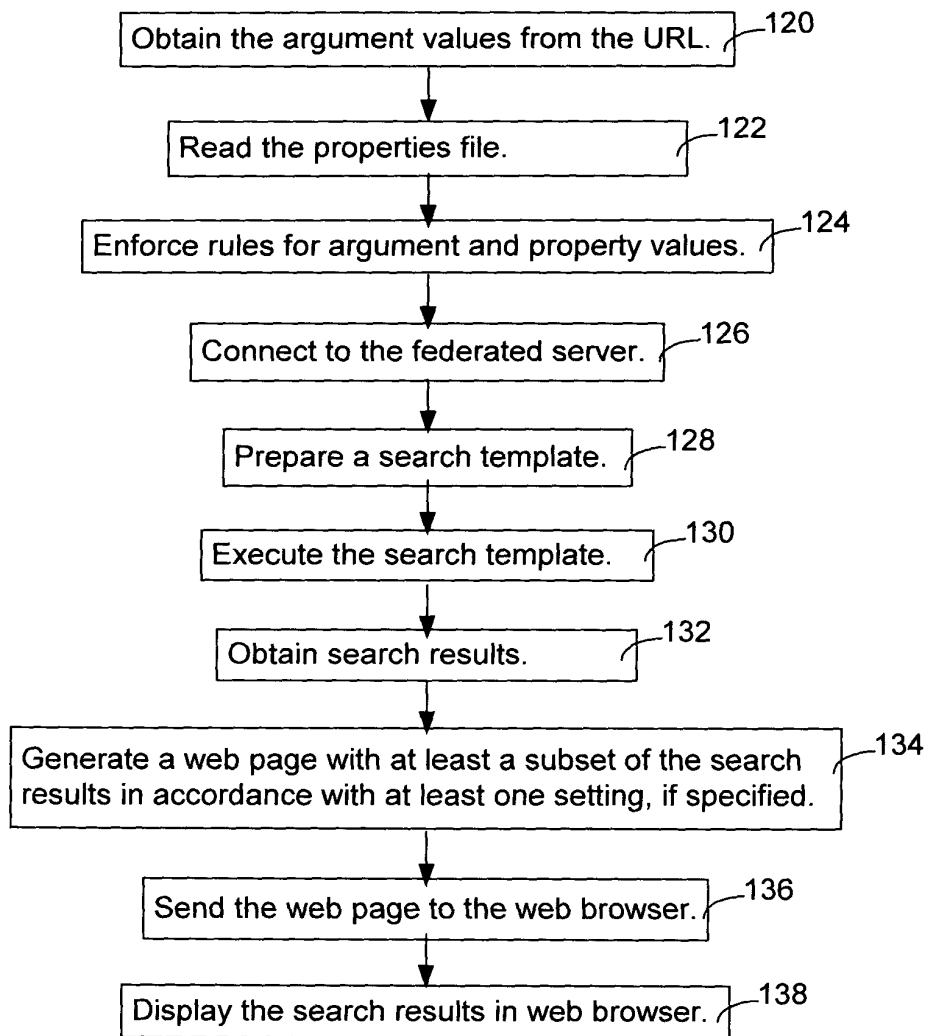 Obtain the argument values from the URL. 120
Read the properties file. 122
Enforce rules for argument and property values. 124
Connect to the federated server. 126
Prepare a search template. 128
Execute the search template. 130
Obtain search results. 132
Generate a web page with at least a subset of the search 134
results in accordance with at least one setting, if specified.
Send the web page to the web browser. 136
Display the search results in web browser. 138